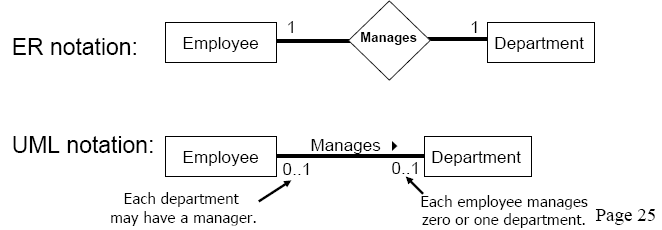 ER notation:
Employee
1
Manages
1
Department
UML notation:
Employee
Manages
Department
0..1
0..1
Each department
may have a manager.
Each employee manages
zero or one department.
Page 25